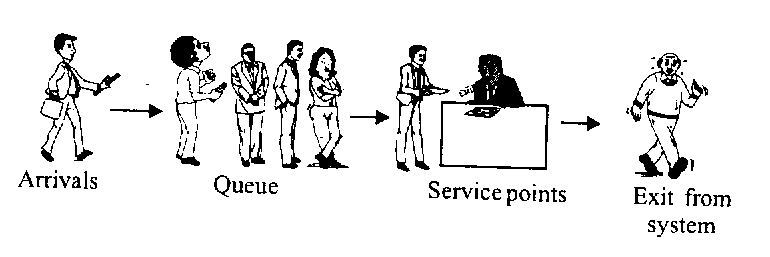 Arrivals
Queue
Service points
Exit from
system